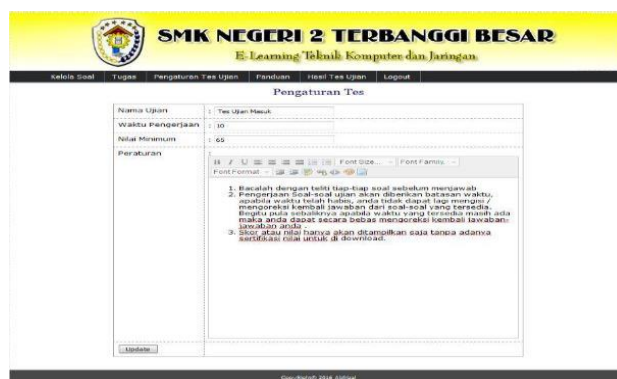 SMK NEGERI 2 TERBANGGI BESAR
E-Learning Teknik Komputer dan Jaringan
Kelola Soal Tugas Pengaturan Tes Ujian Panduan Hasil Tes Ujian Logout
Pengaturan Tes
Nama Ujian : Tes Ujian Masuk
Waktu Pengerjaan : 10
Nilai Minimum : 65
Peraturan :
B I U Font Size... Font Family.
Font Format
1. Bacalah dengan teliti tiap-tiap soal sebelum menjawab
2. Pengerjaan Soal-soal ujian akan diberikan batasan waktu,
apabila waktu telah habis, anda tidak dapat lagi mengisi /
mengoreksi kembali jawaban dari soal-soal yang tersedia.
Begitu pula sebaliknya apabila waktu yang tersedia masih ada
maka anda dapat secara bebas mengoreksi kembali jawaban-
jawaban anda .
3. Skor atau nilai hanya akan ditampilkan saja tanpa adanya
sertifikasi nilai untuk di download.
Update
2016